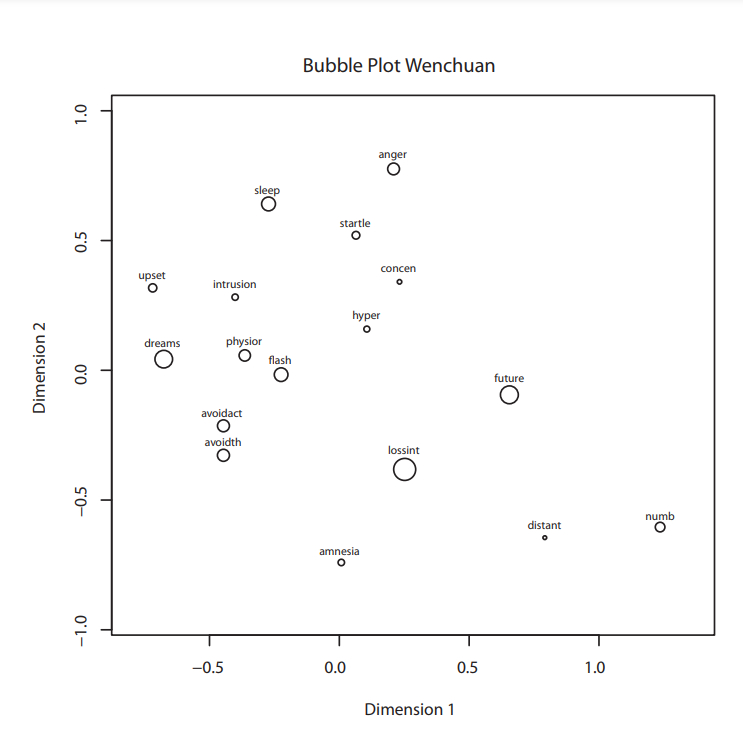 Bubble Plot Wenchuan
1.0
0.5
0.0
−0.5
−1.0
Dimension 2
anger
sleep
startle
concen
upset
intrusion
hyper
dreams
physior
flash
future
avoidact
avoidth
lossint
numb
distant
amnesia
−0.5
0.0
0.5
1.0
Dimension 1